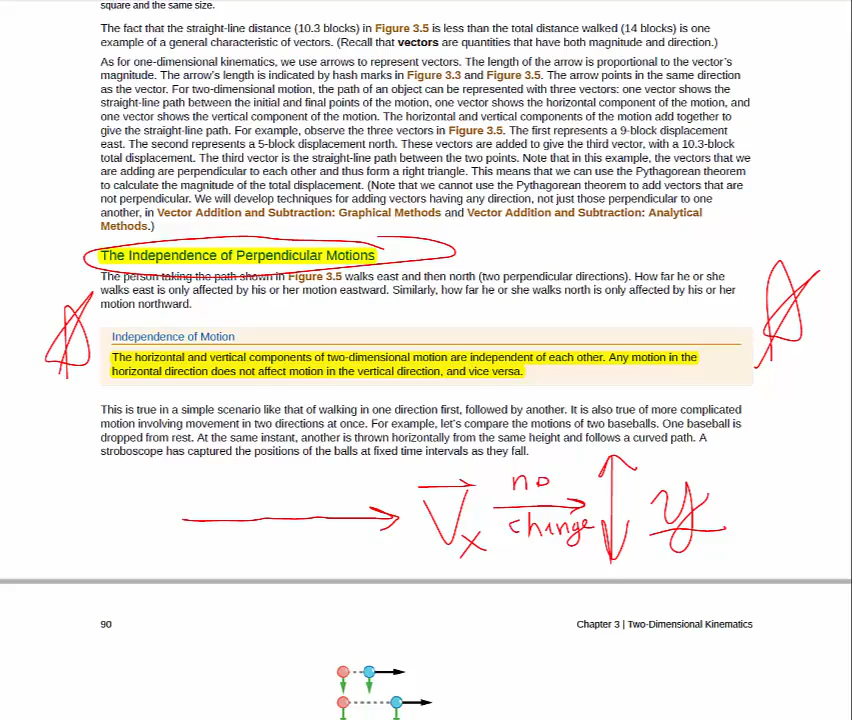 square and the same size.
The fact that the straight-line distance (10.3 blocks) in Figure 3.5 is less than the total distance walked (14 blocks) is one
example of a general characteristic of vectors. (Recall that vectors are quantities that have both magnitude and direction.)
As for one-dimensional kinematics, we use arrows to represent vectors. The length of the arrow is proportional to the vector's
magnitude. The arrow's length is indicated by hash marks in Figure 3.3 and Figure 3.5. The arrow points in the same direction
as the vector. For two-dimensional motion, the path of an object can be represented with three vectors: one vector shows the
straight-line path between the initial and final points of the motion, one vector shows the horizontal component of the motion, and
one vector shows the vertical component of the motion. The horizontal and vertical components of the motion add together to
give the straight-line path. For example, observe the three vectors in Figure 3.5. The first represents a 9-block displacement
east. The second represents a 5-block displacement north. These vectors are added to give the third vector, with a 10.3-block
total displacement. The third vector is the straight-line path between the two points. Note that in this example, the vectors that we
are adding are perpendicular to each other and thus form a right triangle. This means that we can use the Pythagorean theorem
to calculate the magnitude of the total displacement. (Note that we cannot use the Pythagorean theorem to add vectors that are
not perpendicular. We will develop techniques for adding vectors having any direction, not just those perpendicular to one
another, in Vector Addition and Subtraction: Graphical Methods and Vector Addition and Subtraction: Analytical
Methods.)
The Independence of Perpendicular Motions
The person taking the path shown in Figure 3.5 walks east and then north (two perpendicular directions). How far he or she
walks east is only affected by his or her motion eastward. Similarly, how far he or she walks north is only affected by his or her
motion northward.
Independence of Motion
The horizontal and vertical components of two-dimensional motion are independent of each other. Any motion in the
horizontal direction does not affect motion in the vertical direction, and vice versa.
This is true in a simple scenario like that of walking in one direction first, followed by another. It is also true of more complicated
motion involving movement in two directions at once. For example, let's compare the motions of two baseballs. One baseball is
dropped from rest. At the same instant, another is thrown horizontally from the same height and follows a curved path. A
stroboscope has captured the positions of the balls at fixed time intervals as they fall.
no
Vx change y
90 Chapter 3 | Two-Dimensional Kinematics